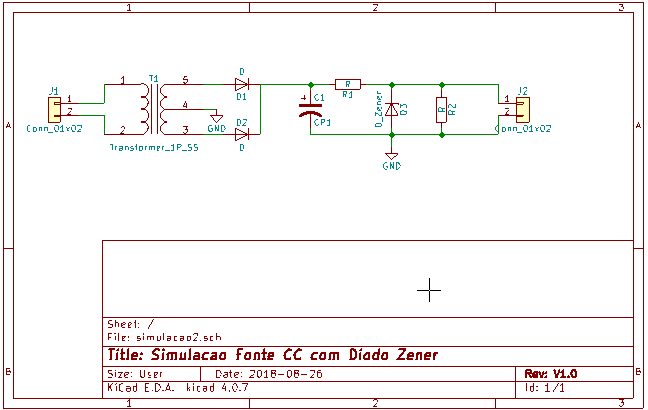 1 2 3
A A
B B
1 2 3
J1
1
2
Conn_01x02
T1
1 5
4
2 3
Transformer_1P_SS
D
D1
GND
D2
D
C1
+
CP1
R
R1
D_Zener
D3
GND
R
R2
J2
1
2
Conn_01x02
Sheet: /
File: simulacao2.sch
Title: Simulacao Fonte CC com Diodo Zener
Size: User Date: 2018-08-26 Rev: V1.0
KiCad E.D.A. kicad 4.0.7 Id: 1/1